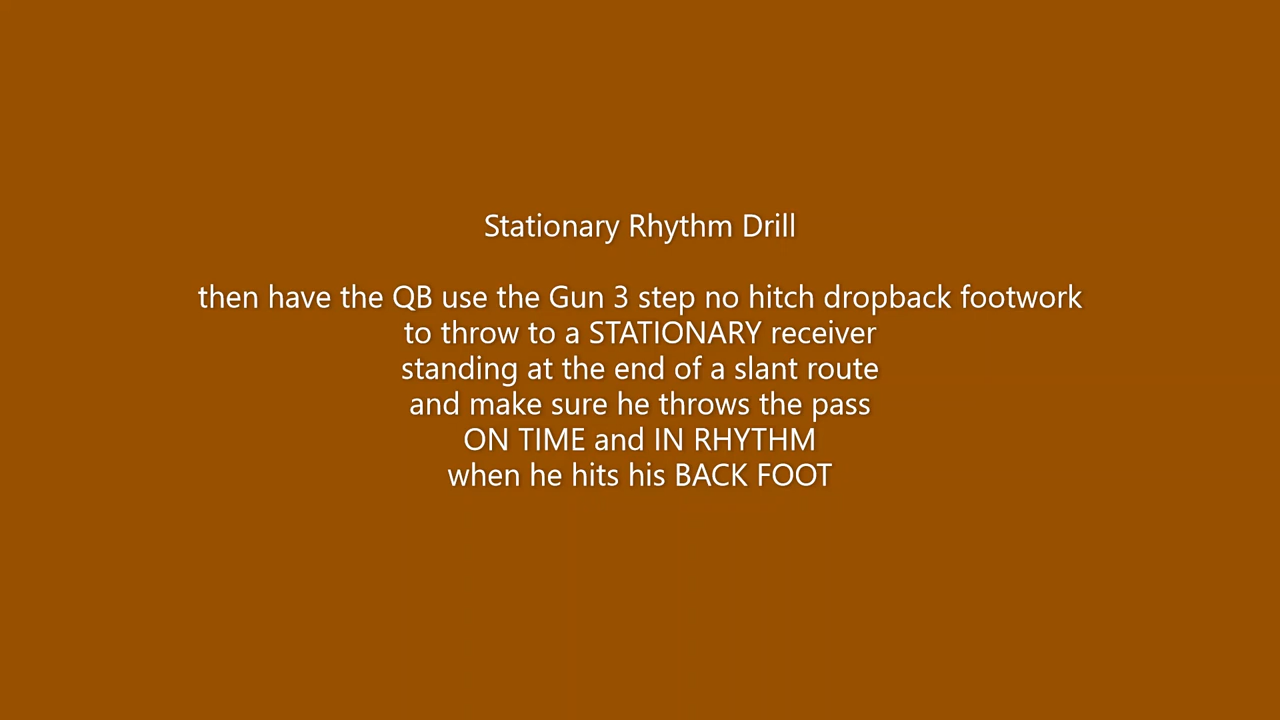 Stationary Rhythm Drill
then have the QB use the Gun 3 step no hitch dropback footwork
to throw to a STATIONARY receiver
standing at the end of a slant route
and make sure he throws the pass
ON TIME and IN RHYTHM
when he hits his BACK FOOT